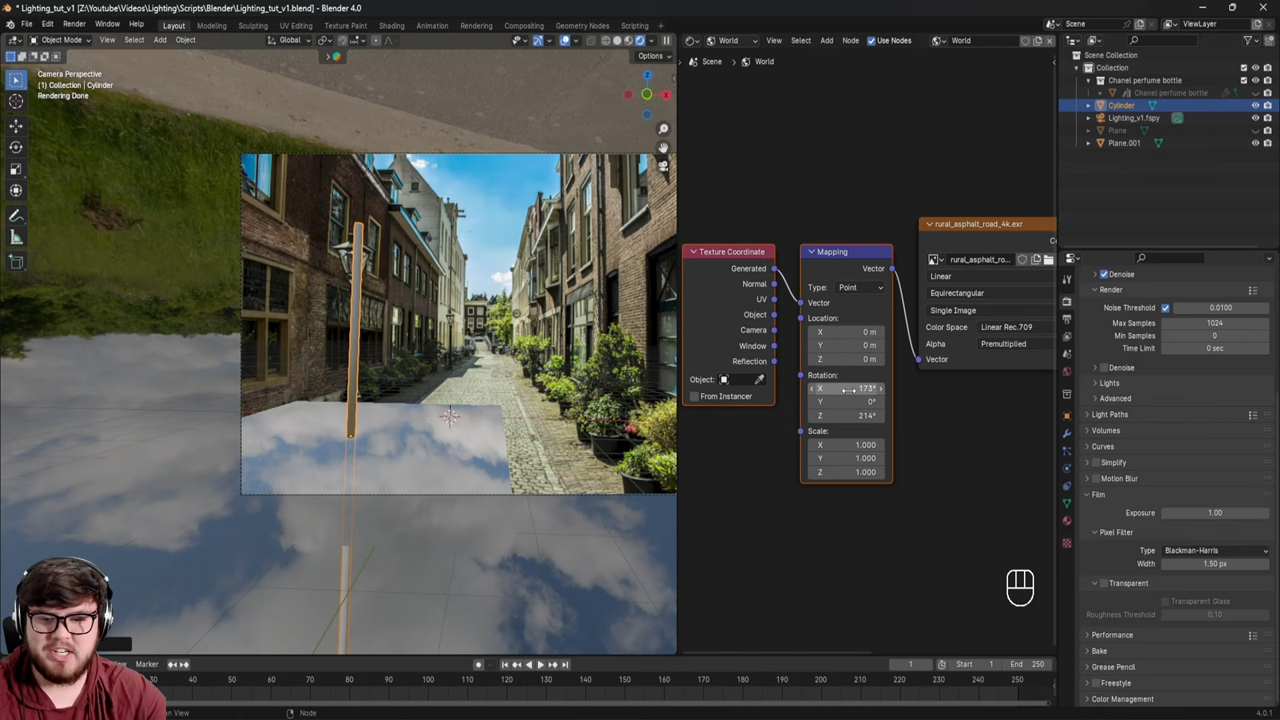 * Lighting_tut_v1 [Z:\Youtube\Videos\Lighting\Scripts\Blender\Lighting_tut_v1.blend] - Blender 4.0
File Edit Render Window Help Layout Modeling Sculpting UV Editing Texture Paint Shading Animation Rendering Compositing Geometry Nodes Scripting
Scene
ViewLayer
Object Mode View Select Add Object Global
World View Select Add Node Use Nodes World
Options
Scene World
Camera Perspective
(1) Collection | Cylinder
Rendering Done
Scene Collection
Collection
Chanel perfume bottle
Chanel perfume bottle
Cylinder
Lighting_v1.fspy
Plane
Plane.001
Texture Coordinate
Generated
Normal
UV
Object
Camera
Window
Reflection
Object:
From Instancer
Mapping
Vector
Type: Point
Vector
Location:
X 0 m
Y 0 m
Z 0 m
Rotation:
X 173°
Y 0°
Z 214°
Scale:
X 1.000
Y 1.000
Z 1.000
rural_asphalt_road_4k.exr
rural_asphalt_ro...
Linear
Equirectangular
Single Image
Color Space Linear Rec.709
Alpha Premultiplied
Vector
Denoise
Render
Noise Threshold 0.0100
Max Samples 1024
Min Samples 0
Time Limit 0 sec
Denoise
Lights
Advanced
Light Paths
Volumes
Curves
Simplify
Motion Blur
Film
Exposure 1.00
Pixel Filter
Type Blackman-Harris
Width 1.50 px
Transparent
Transparent Glass
Roughness Threshold 0.10
Performance
Bake
Grease Pencil
Freestyle
Color Management
Marker
1 Start 1 End 250
80 90 100 110 120 130 140 150 160 170 180 190 200 210 220 230 240 250
View Node
4.0.1